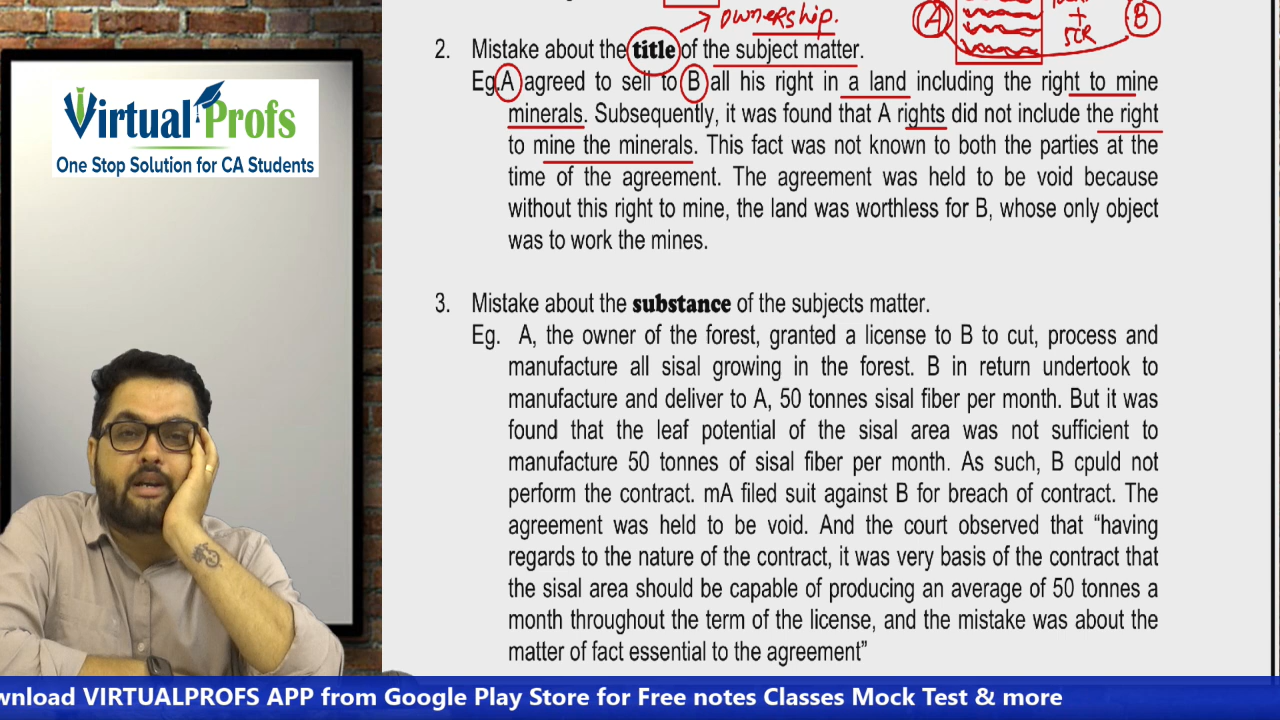 ownership.
A
+
SCR
B
2. Mistake about the title of the subject matter.
Eg. A agreed to sell to B all his right in a land including the right to mine
minerals. Subsequently, it was found that A rights did not include the right
to mine the minerals. This fact was not known to both the parties at the
time of the agreement. The agreement was held to be void because
without this right to mine, the land was worthless for B, whose only object
was to work the mines.
3. Mistake about the substance of the subjects matter.
Eg. A, the owner of the forest, granted a license to B to cut, process and
manufacture all sisal growing in the forest. B in return undertook to
manufacture and deliver to A, 50 tonnes sisal fiber per month. But it was
found that the leaf potential of the sisal area was not sufficient to
manufacture 50 tonnes of sisal fiber per month. As such, B cpuld not
perform the contract. mA filed suit against B for breach of contract. The
agreement was held to be void. And the court observed that “having
regards to the nature of the contract, it was very basis of the contract that
the sisal area should be capable of producing an average of 50 tonnes a
month throughout the term of the license, and the mistake was about the
matter of fact essential to the agreement”
Virtual Profs
One Stop Solution for CA Students
wnload VIRTUALPROFS APP from Google Play Store for Free notes Classes Mock Test & more